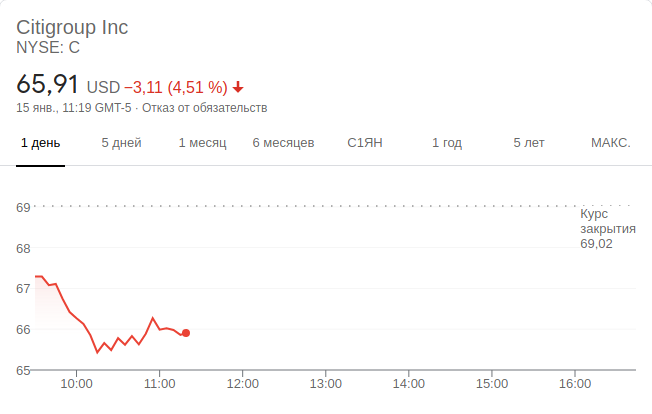 Citigroup Inc
NYSE: C
65,91 USD −3,11 (4,51 %)
15 янв., 11:19 GMT-5 · Отказ от обязательств
1 день 5 дней 1 месяц 6 месяцев С1ЯН 1 год 5 лет МАКС.
69
Курс
закрытия
69,02
68
67
66
65
10:00 11:00 12:00 13:00 14:00 15:00 16:00